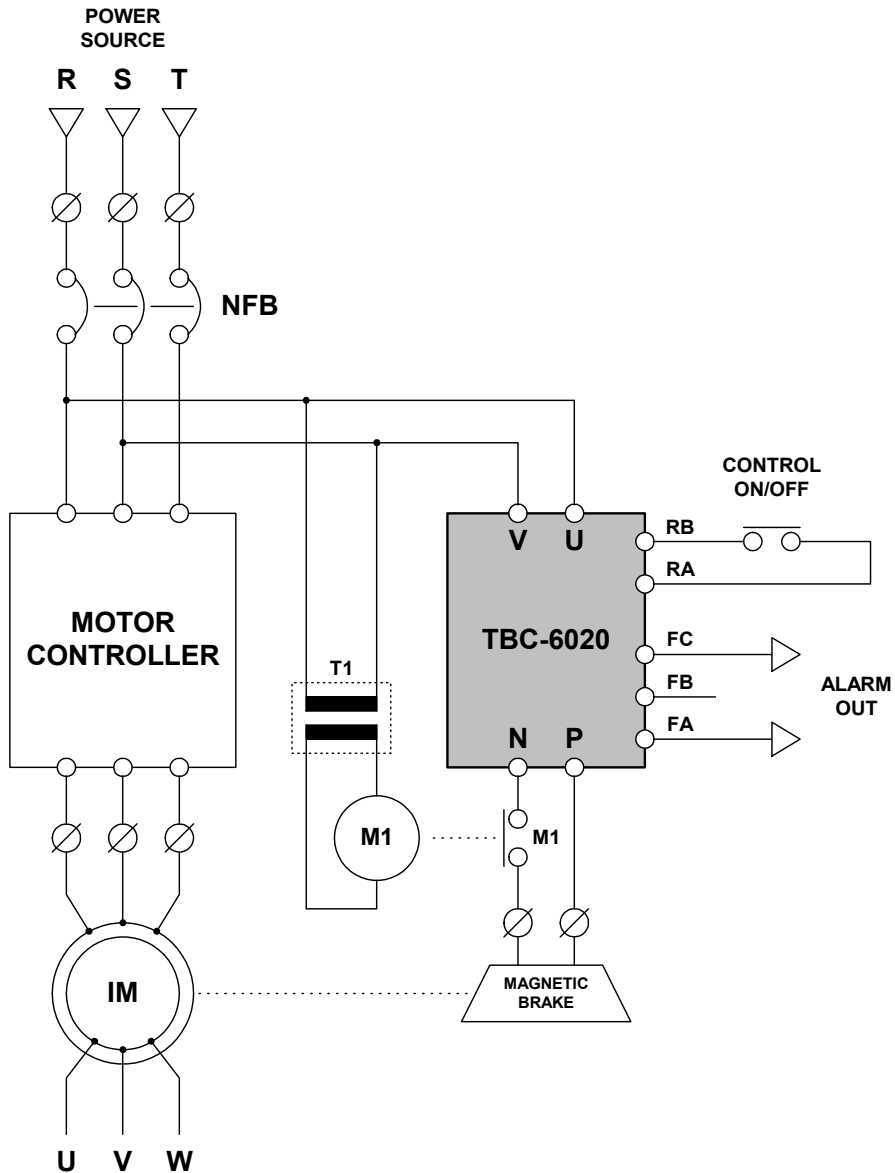 POWER
SOURCE
R S T
NFB
CONTROL
ON/OFF
V U
RB
RA
MOTOR
CONTROLLER
T1
TBC-6020
FC
FB
FA
ALARM
OUT
N P
M1
M1
IM
MAGNETIC
BRAKE
U V W